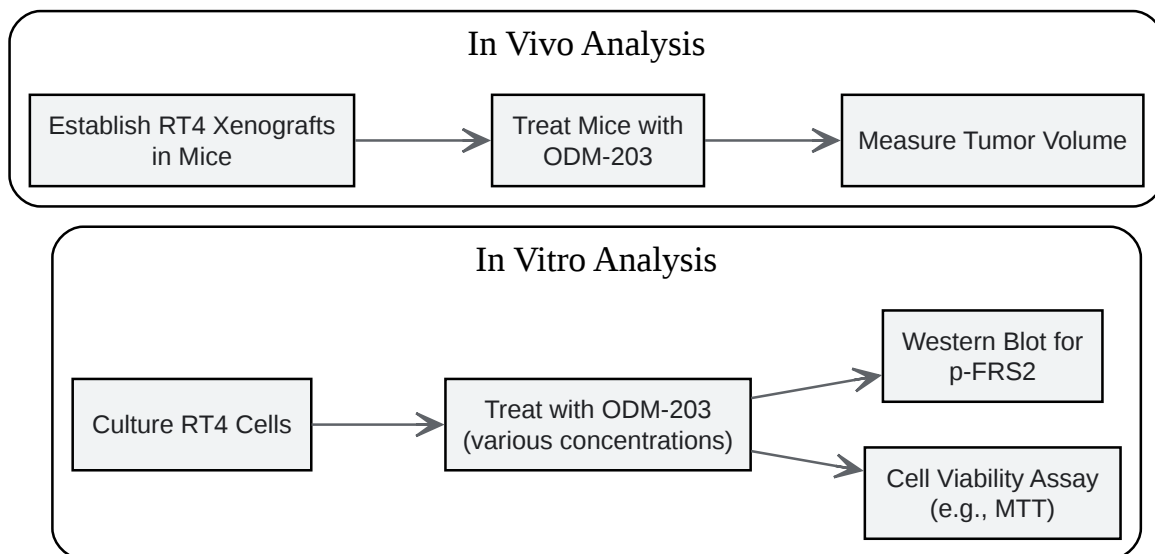 In Vivo Analysis
Establish RT4 Xenografts
in Mice
Treat Mice with
ODM-203
Measure Tumor Volume
In Vitro Analysis
Culture RT4 Cells
Treat with ODM-203
(various concentrations)
Western Blot for
p-FRS2
Cell Viability Assay
(e.g., MTT)